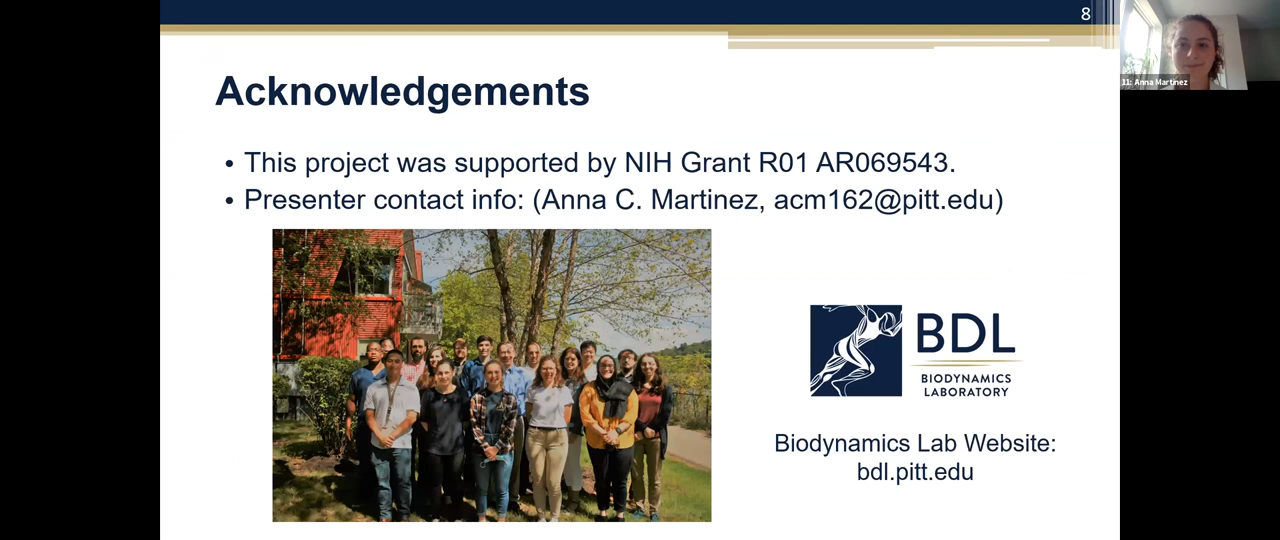 8
11: Anna Martinez
Acknowledgements
• This project was supported by NIH Grant R01 AR069543.
• Presenter contact info: (Anna C. Martinez, acm162@pitt.edu)
BDL
BIODYNAMICS
LABORATORY
Biodynamics Lab Website:
bdl.pitt.edu